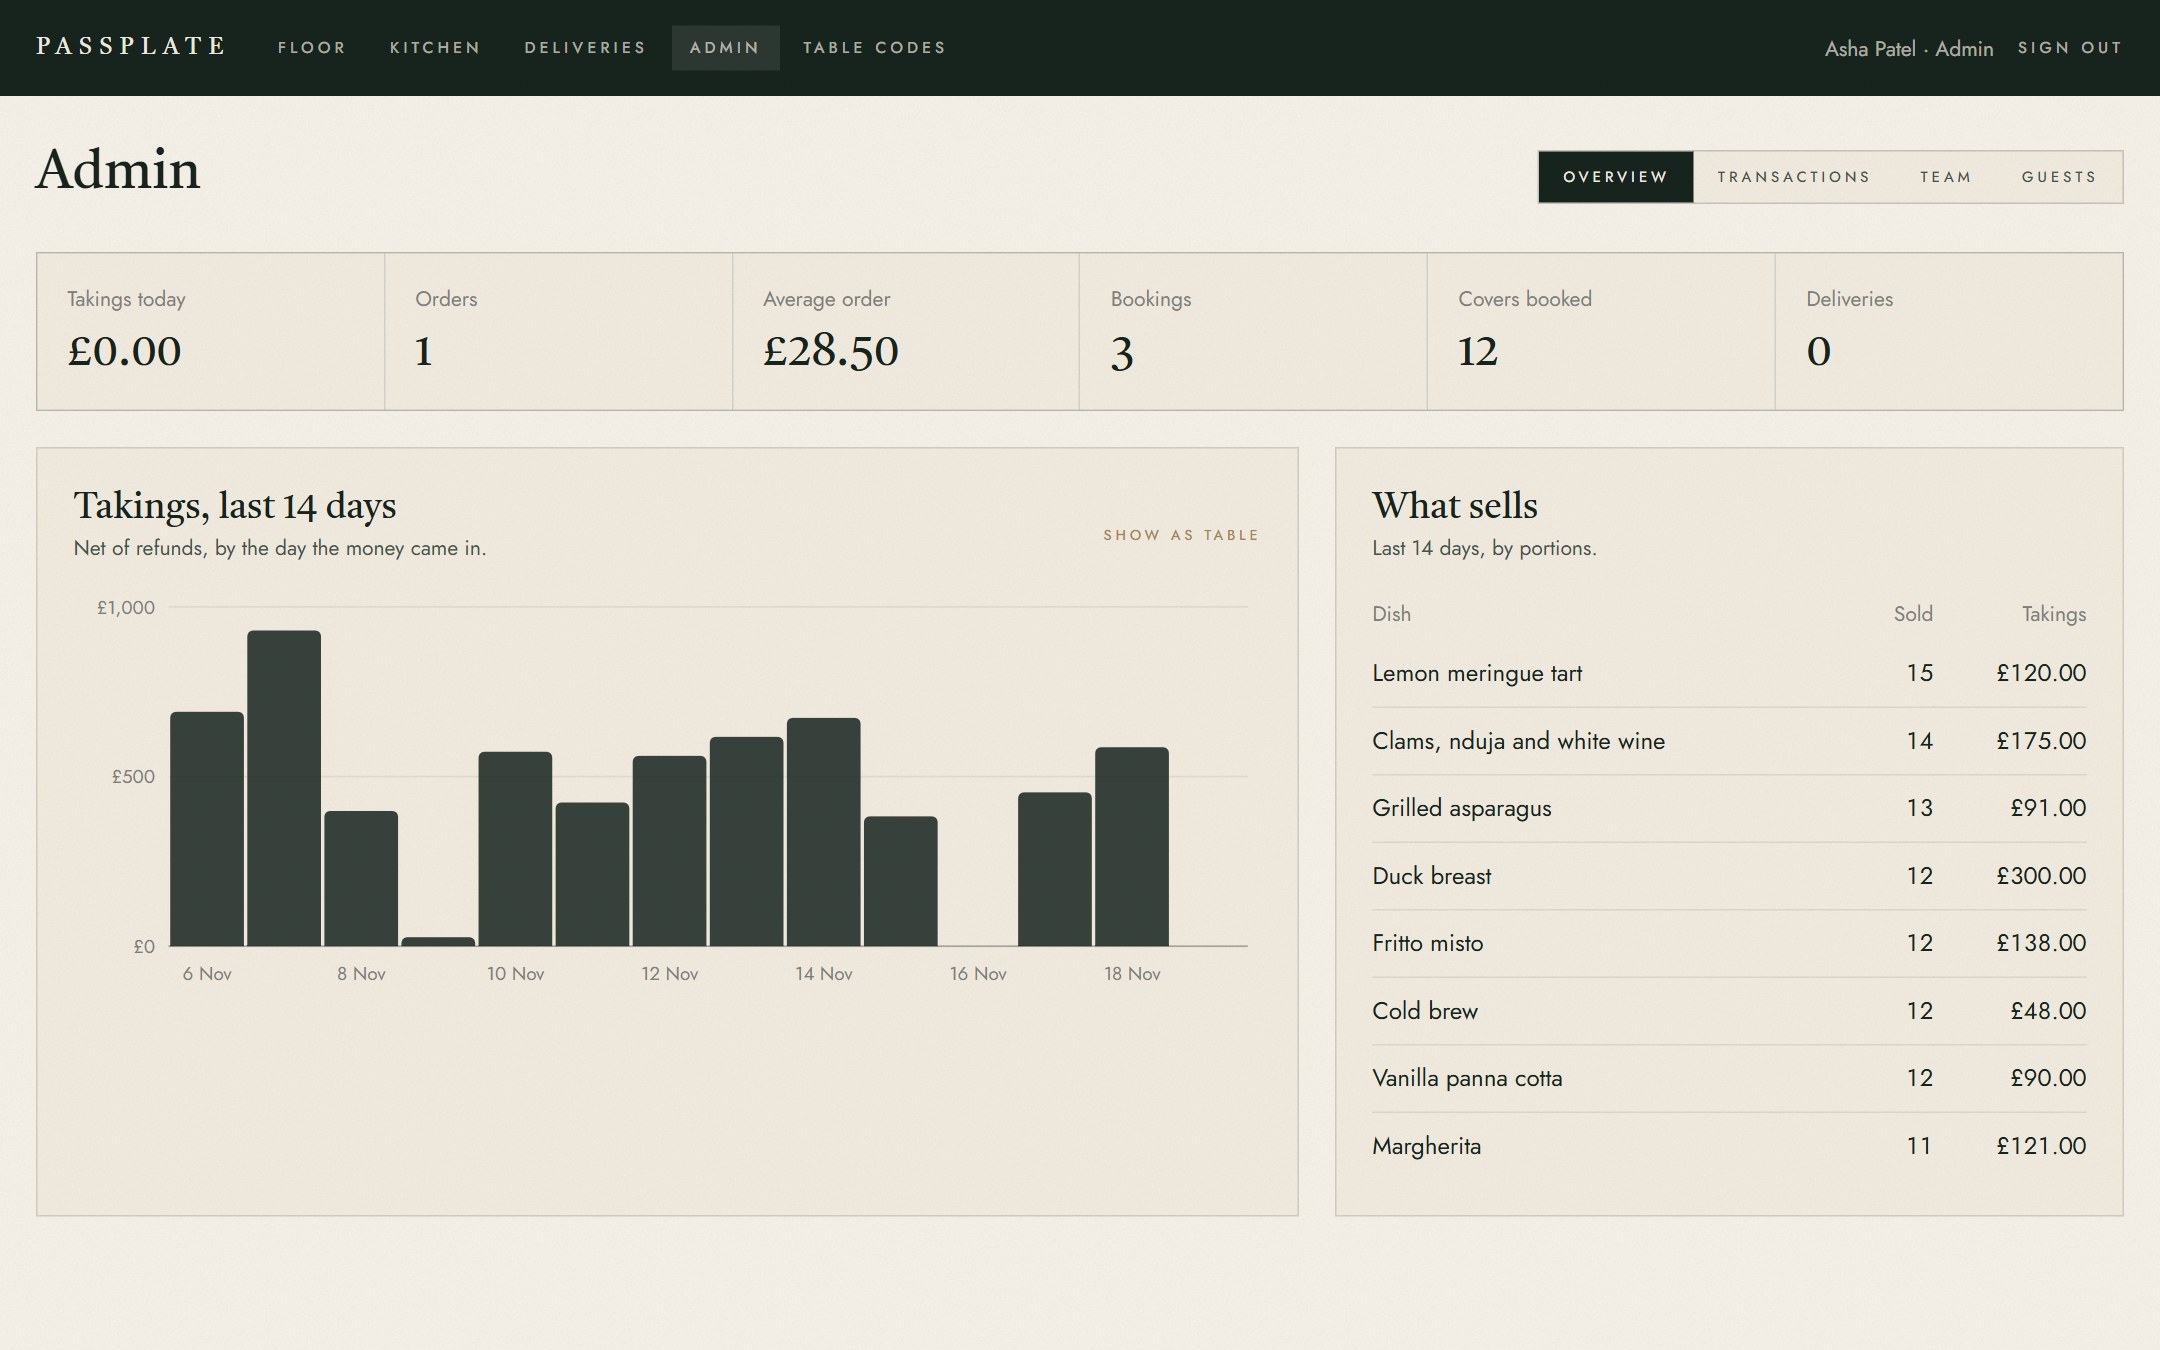 PASSPLATE FLOOR KITCHEN DELIVERIES ADMIN TABLE CODES Asha Patel · Admin SIGN OUT
Admin
OVERVIEW TRANSACTIONS TEAM GUESTS
Takings today Orders Average order Bookings Covers booked Deliveries
£0.00 1 £28.50 3 12 0
Takings, last 14 days
Net of refunds, by the day the money came in.
SHOW AS TABLE
£1,000
£500
£0
6 Nov 8 Nov 10 Nov 12 Nov 14 Nov 16 Nov 18 Nov
What sells
Last 14 days, by portions.
Dish Sold Takings
Lemon meringue tart 15 £120.00
Clams, nduja and white wine 14 £175.00
Grilled asparagus 13 £91.00
Duck breast 12 £300.00
Fritto misto 12 £138.00
Cold brew 12 £48.00
Vanilla panna cotta 12 £90.00
Margherita 11 £121.00